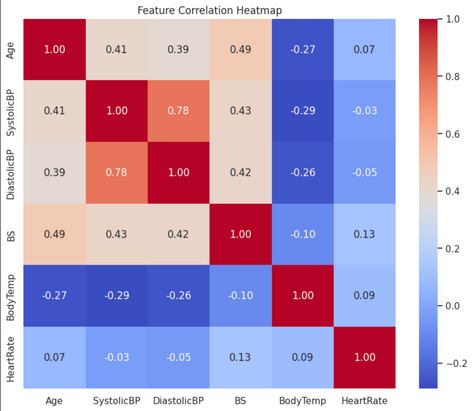 Feature Correlation Heatmap
Age 1.00 0.41 0.39 0.49 -0.27 0.07
SystolicBP 0.41 1.00 0.78 0.43 -0.29 -0.03
DiastolicBP 0.39 0.78 1.00 0.42 -0.26 -0.05
BS 0.49 0.43 0.42 1.00 -0.10 0.13
BodyTemp -0.27 -0.29 -0.26 -0.10 1.00 0.09
HeartRate 0.07 -0.03 -0.05 0.13 0.09 1.00
Age SystolicBP DiastolicBP BS BodyTemp HeartRate
1.0
0.8
0.6
0.4
0.2
0.0
−0.2